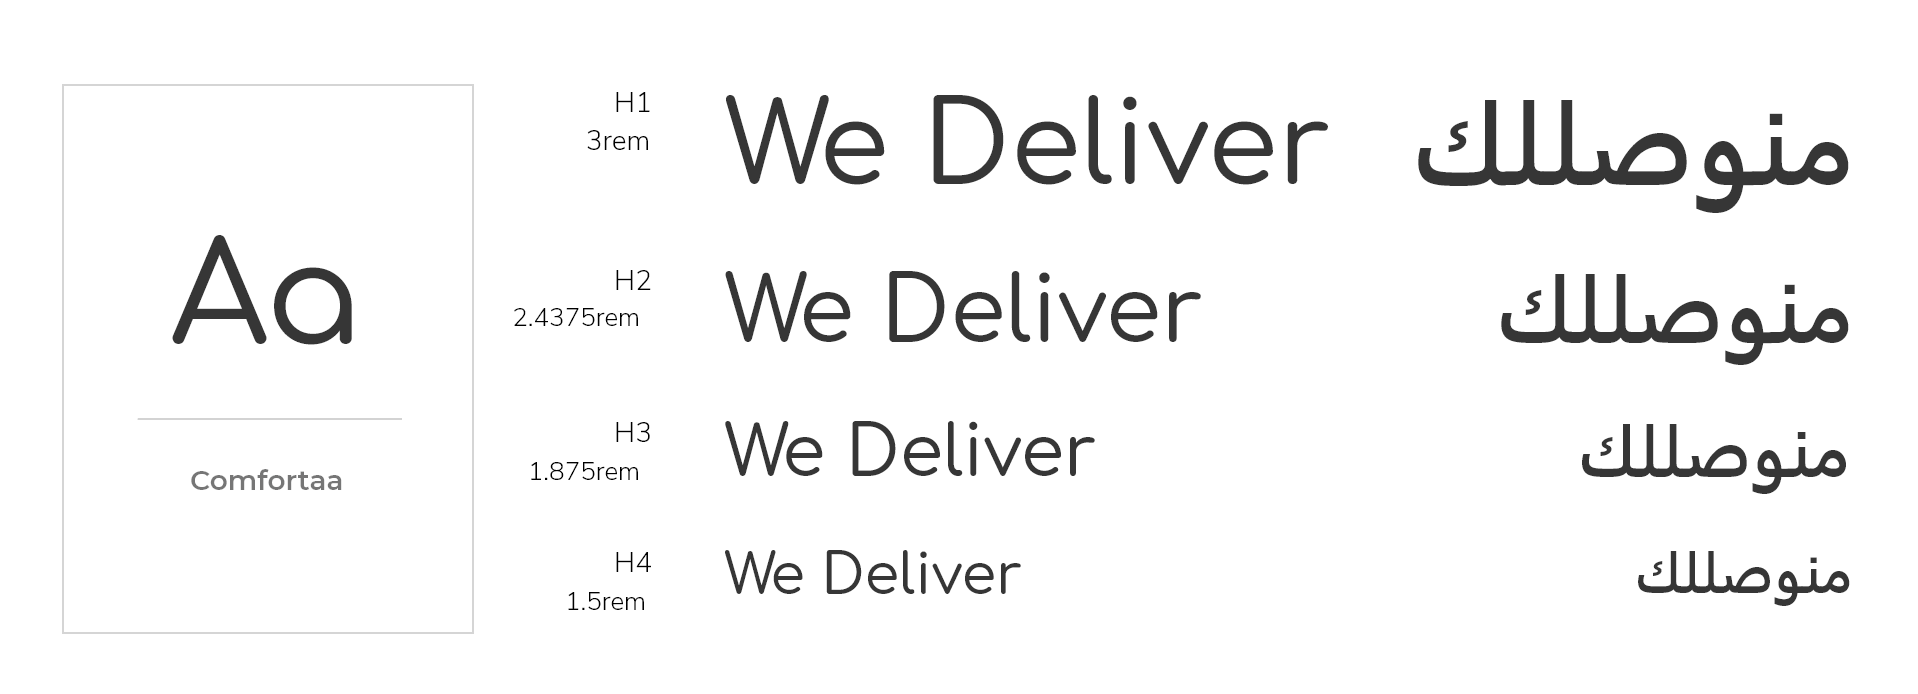 Aa
Comfortaa
H1
3rem
We Deliver منوصللك
H2
2.4375rem
We Deliver منوصللك
H3
1.875rem
We Deliver منوصللك
H4
1.5rem
We Deliver منوصللك